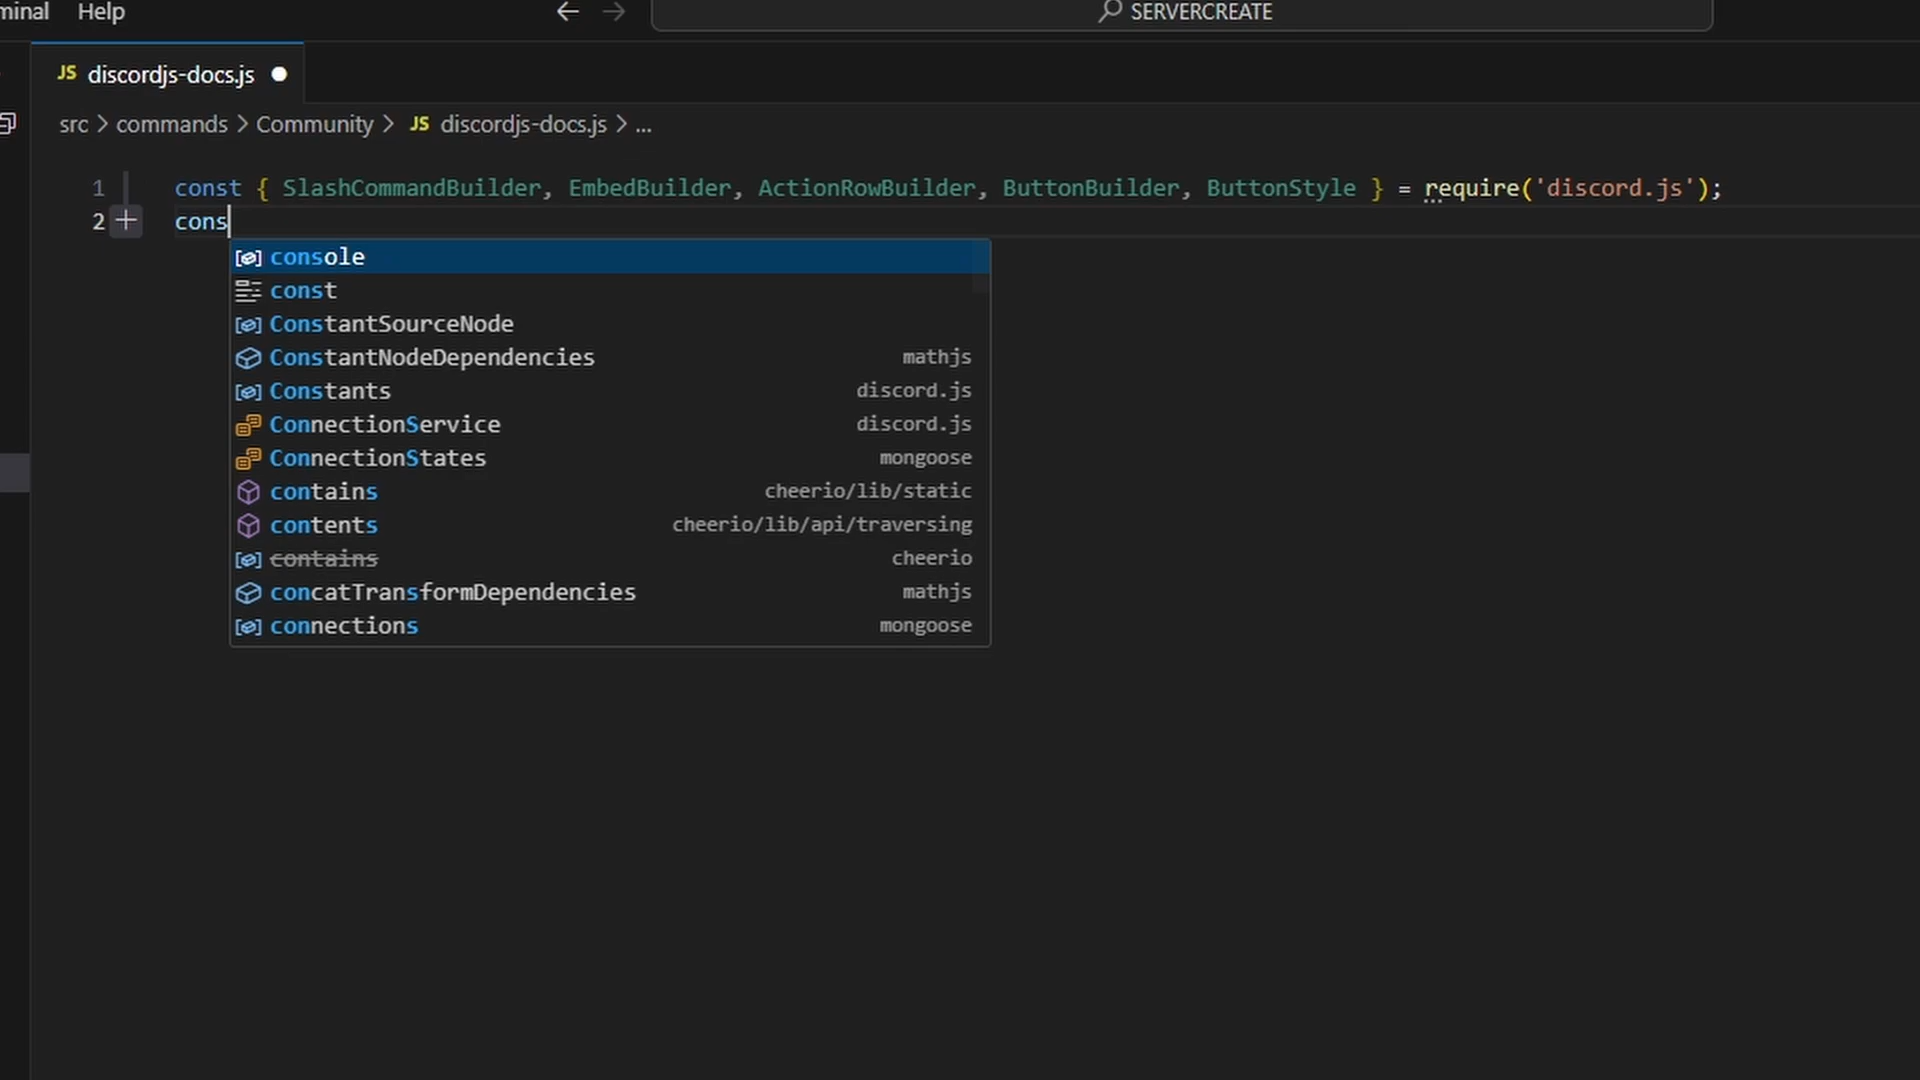 minal Help SERVERCREATE
JS discordjs-docs.js
src > commands > Community > JS discordjs-docs.js > ...
1 const { SlashCommandBuilder, EmbedBuilder, ActionRowBuilder, ButtonBuilder, ButtonStyle } = require('discord.js');
2 cons
console
const
ConstantSourceNode
ConstantNodeDependencies mathjs
Constants discord.js
ConnectionService discord.js
ConnectionStates mongoose
contains cheerio/lib/static
contents cheerio/lib/api/traversing
contains cheerio
concatTransformDependencies mathjs
connections mongoose